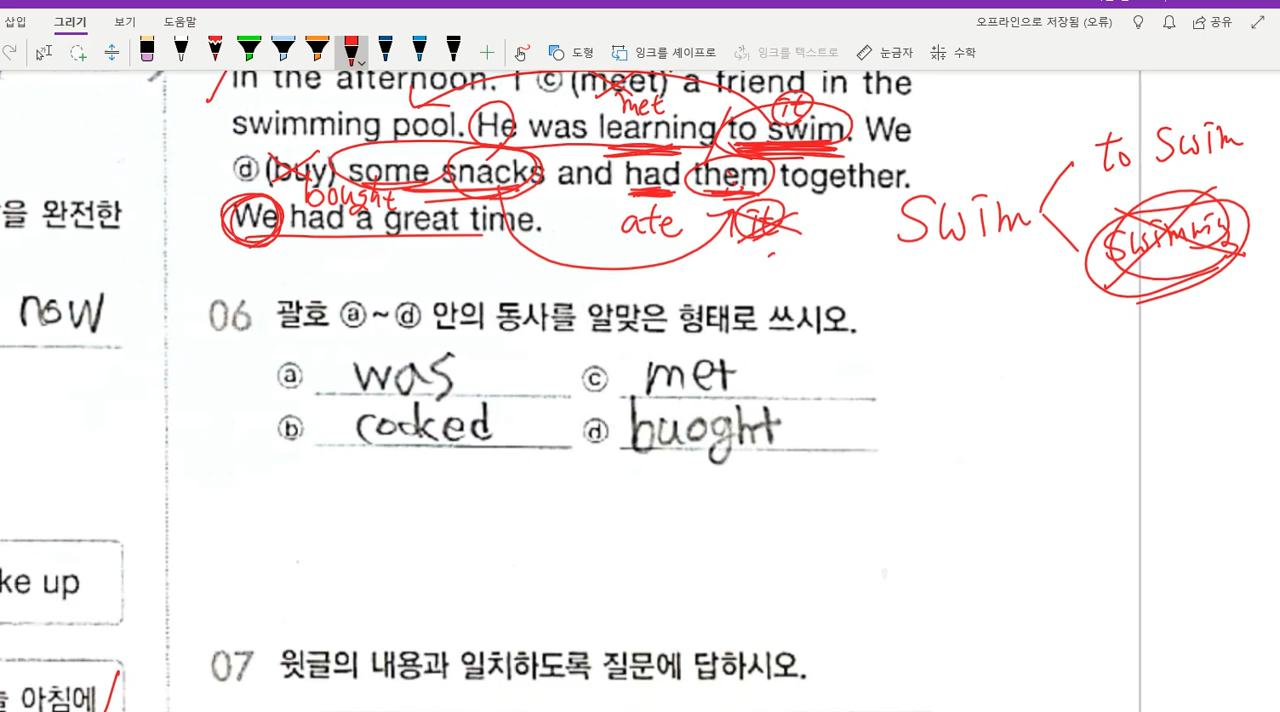 삽입 그리기 보기 도움말 오프라인으로 저장됨 (오류) 공유
도형 잉크를 셰이프로 잉크를 텍스트로 눈금자 수학
in the afternoon. I ⓒ (meet) a friend in the
met it
swimming pool. He was learning to swim. We
ⓓ (buy) some snacks and had them together.
bought
We had a great time.
ate it
swim
to swim
swimming
을 완전한
now
06 괄호 ⓐ~ⓓ 안의 동사를 알맞은 형태로 쓰시오.
ⓐ was ⓒ met
ⓑ cooked ⓓ buoght
ke up
07 윗글의 내용과 일치하도록 질문에 답하시오.
아침에